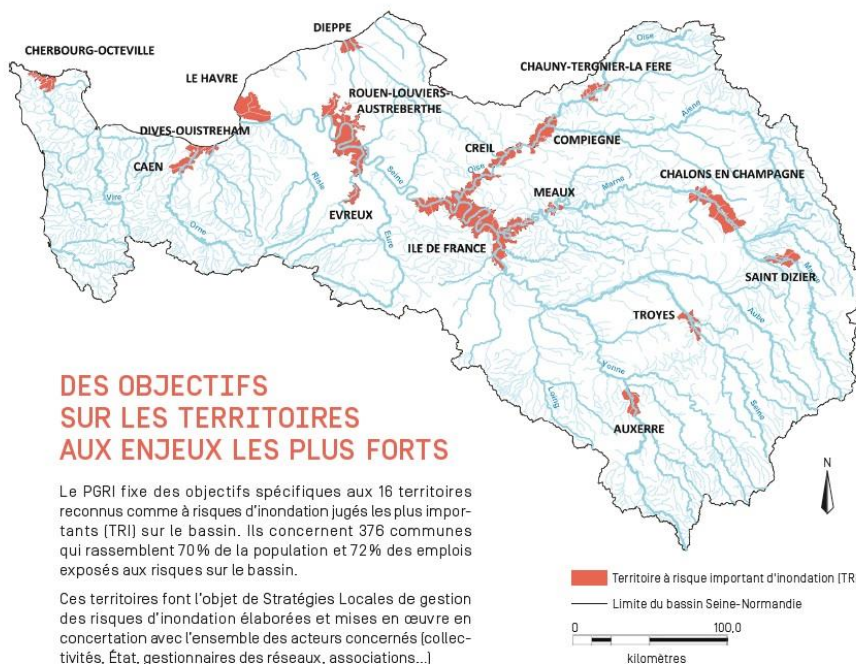 DIEPPE
CHERBOURG-OCTEVILLE
Oise
CHAUNY-TERGNIER-LA FERE
LE HAVRE
ROUEN-LOUVIERS-
AUSTREBERTHE
Aisne
DIVES-OUISTREHAM
CREIL
COMPIEGNE
Oise
CAEN
Seine
CHALONS EN CHAMPAGNE
Risle
MEAUX
Marne
Vire
EVREUX
Orne
Eure
ILE DE FRANCE
SAINT DIZIER
Aube
TROYES
Yonne
Loing
Seine
AUXERRE
DES OBJECTIFS
SUR LES TERRITOIRES
AUX ENJEUX LES PLUS FORTS
Le PGRI fixe des objectifs spécifiques aux 16 territoires
reconnus comme à risques d'inondation jugés les plus impor-
tants (TRI) sur le bassin. Ils concernent 376 communes
qui rassemblent 70% de la population et 72% des emplois
exposés aux risques sur le bassin.
Ces territoires font l'objet de Stratégies Locales de gestion
des risques d'inondation élaborées et mises en œuvre en
concertation avec l'ensemble des acteurs concernés (collec-
tivités, État, gestionnaires des réseaux, associations...)
N
Territoire à risque important d'inondation (TRI
Limite du bassin Seine-Normandie
0 100,0
kilomètres